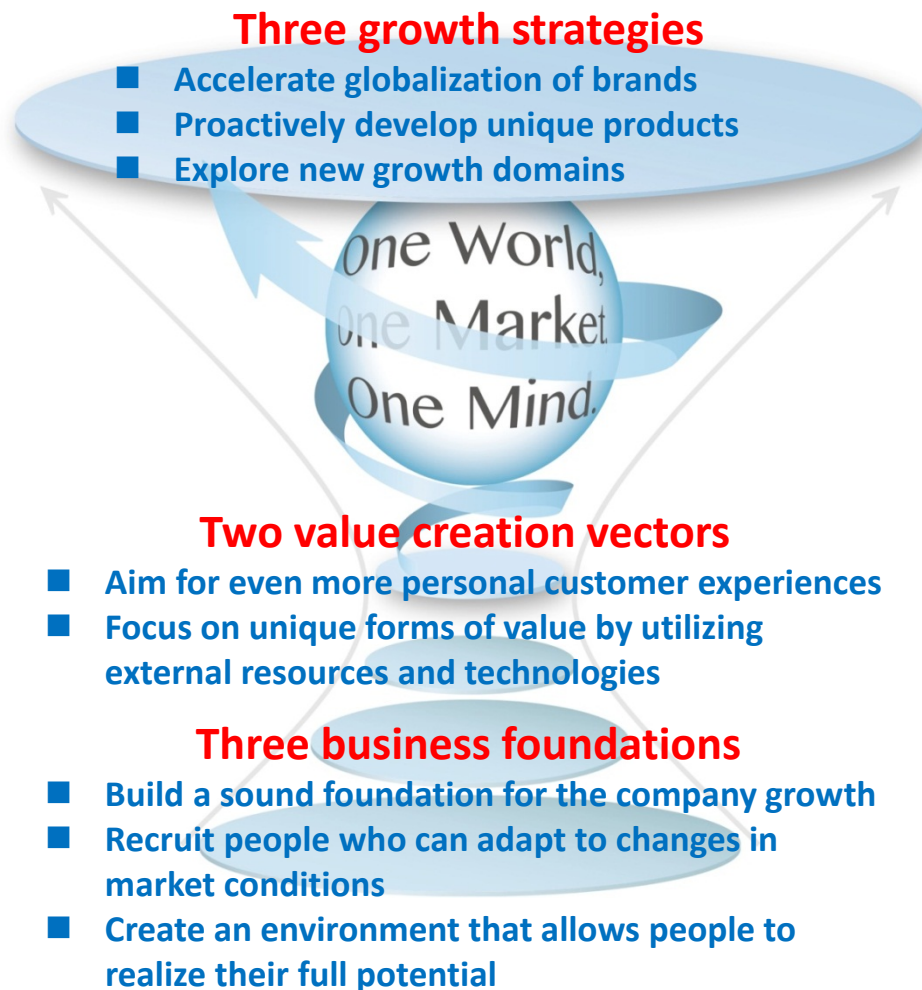 Three growth strategies
■ Accelerate globalization of brands
■ Proactively develop unique products
■ Explore new growth domains
One World,
One Market
One Mind.
Two value creation vectors
■ Aim for even more personal customer experiences
■ Focus on unique forms of value by utilizing
external resources and technologies
Three business foundations
■ Build a sound foundation for the company growth
■ Recruit people who can adapt to changes in
market conditions
■ Create an environment that allows people to
realize their full potential